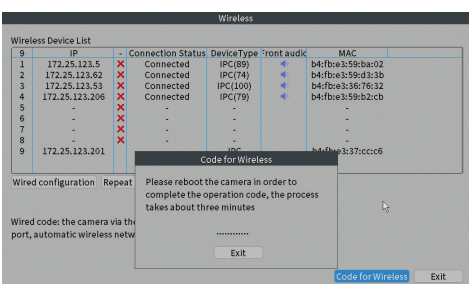 Wireless
Wireless Device List
9 IP - Connection Status DeviceType Front audio MAC
1 172.25.123.5 Connected IPC(89) b4:fb:e3:59:ba:02
2 172.25.123.62 Connected IPC(74) b4:fb:e3:59:d3:3b
3 172.25.123.53 Connected IPC(100) b4:fb:e3:36:76:32
4 172.25.123.206 Connected IPC(79) b4:fb:e3:59:b2:cb
5 - - -
6 - - -
7 - - -
8 - - -
9 172.25.123.201 IPC b4:fb:e3:37:cc:c6
Code for Wireless
Wired configuration Repeat
Please reboot the camera in order to
complete the operation code, the process
takes about three minutes
Wired code: the camera via the
port, automatic wireless netw
............
Exit
Code for Wireless Exit